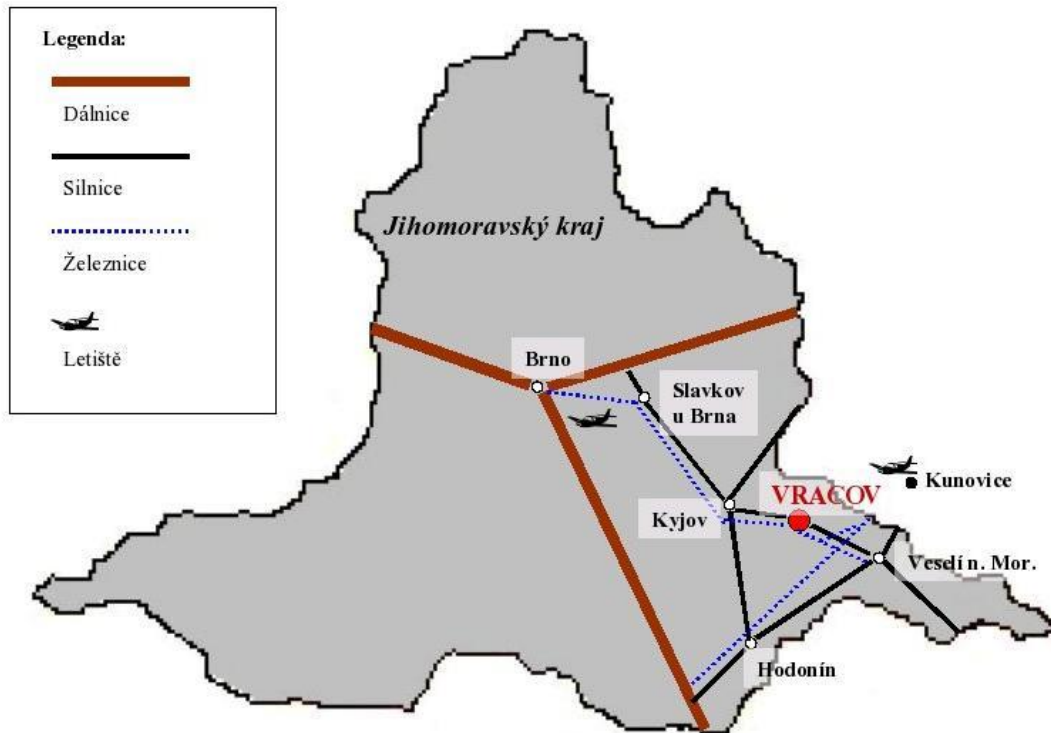 Legenda:
Dálnice
Silnice
Železnice
Letiště
Jihomoravský kraj
Brno
Slavkov
u Brna
VRACOV
Kunovice
Kyjov
Veselí n. Mor.
Hodonín